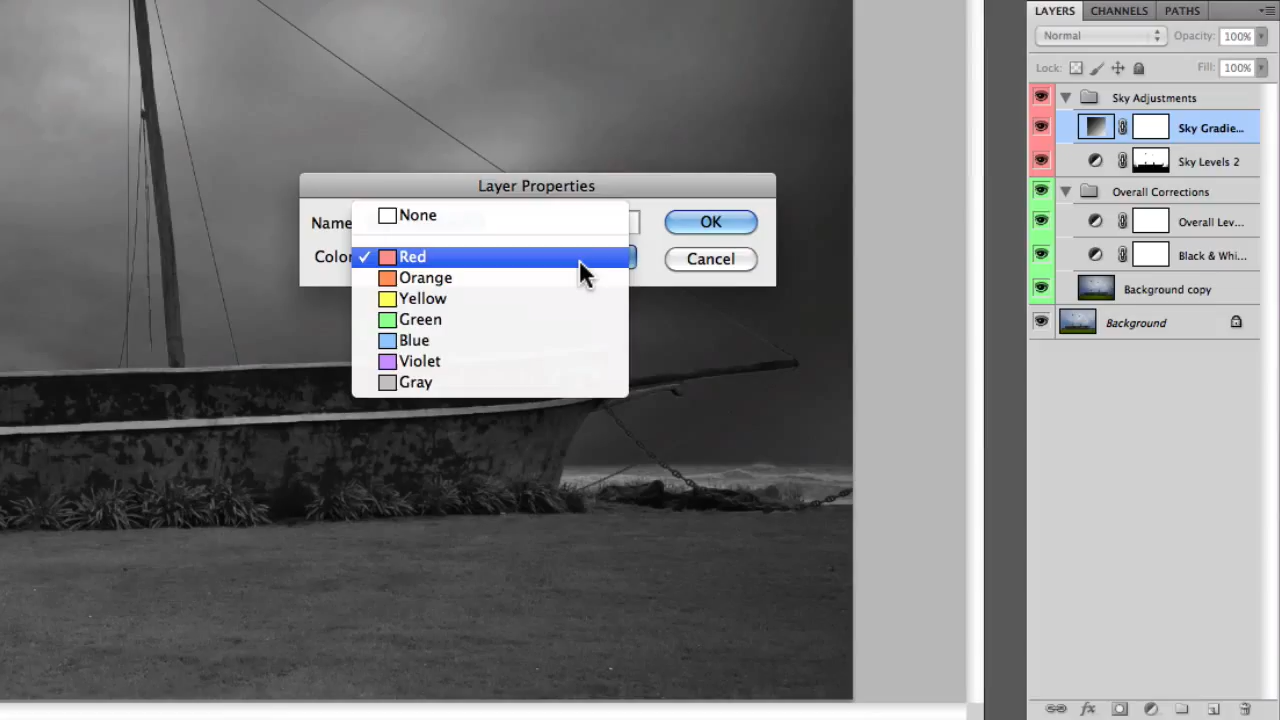 LAYERS CHANNELS PATHS
Normal Opacity: 100%
Lock: Fill: 100%
Sky Adjustments
Sky Gradie...
Sky Levels 2
Overall Corrections
Overall Lev...
Black & Whi...
Background copy
Background
Layer Properties
Name
Color
None
Red
Orange
Yellow
Green
Blue
Violet
Gray
OK
Cancel
fx